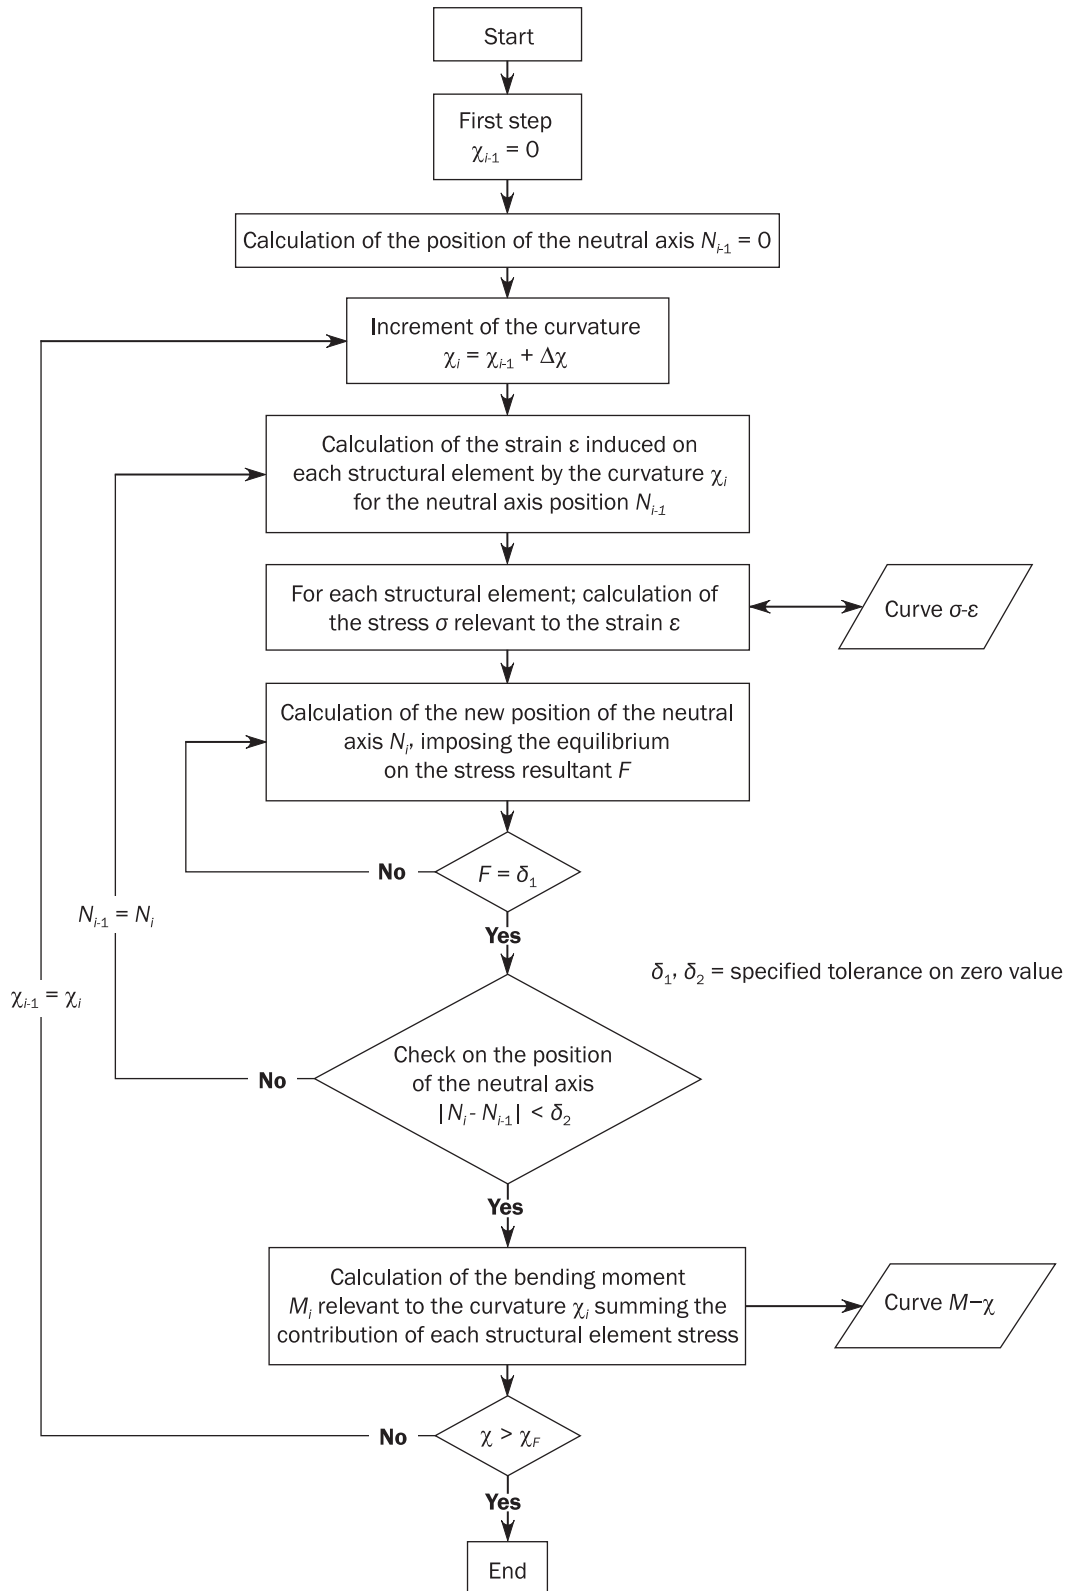 Start
First step
χi-1 = 0
Calculation of the position of the neutral axis Ni-1 = 0
Increment of the curvature
χi = χi-1 + Δχ
Calculation of the strain ε induced on
each structural element by the curvature χi
for the neutral axis position Ni-1
For each structural element; calculation of
the stress σ relevant to the strain ε
Curve σ-ε
Calculation of the new position of the neutral
axis Ni, imposing the equilibrium
on the stress resultant F
No
F = δ1
Ni-1 = Ni
Yes
δ1, δ2 = specified tolerance on zero value
χi-1 = χi
Check on the position
of the neutral axis
|Ni - Ni-1| < δ2
No
Yes
Calculation of the bending moment
Mi relevant to the curvature χi summing the
contribution of each structural element stress
Curve M–χ
No
χ > χF
Yes
End